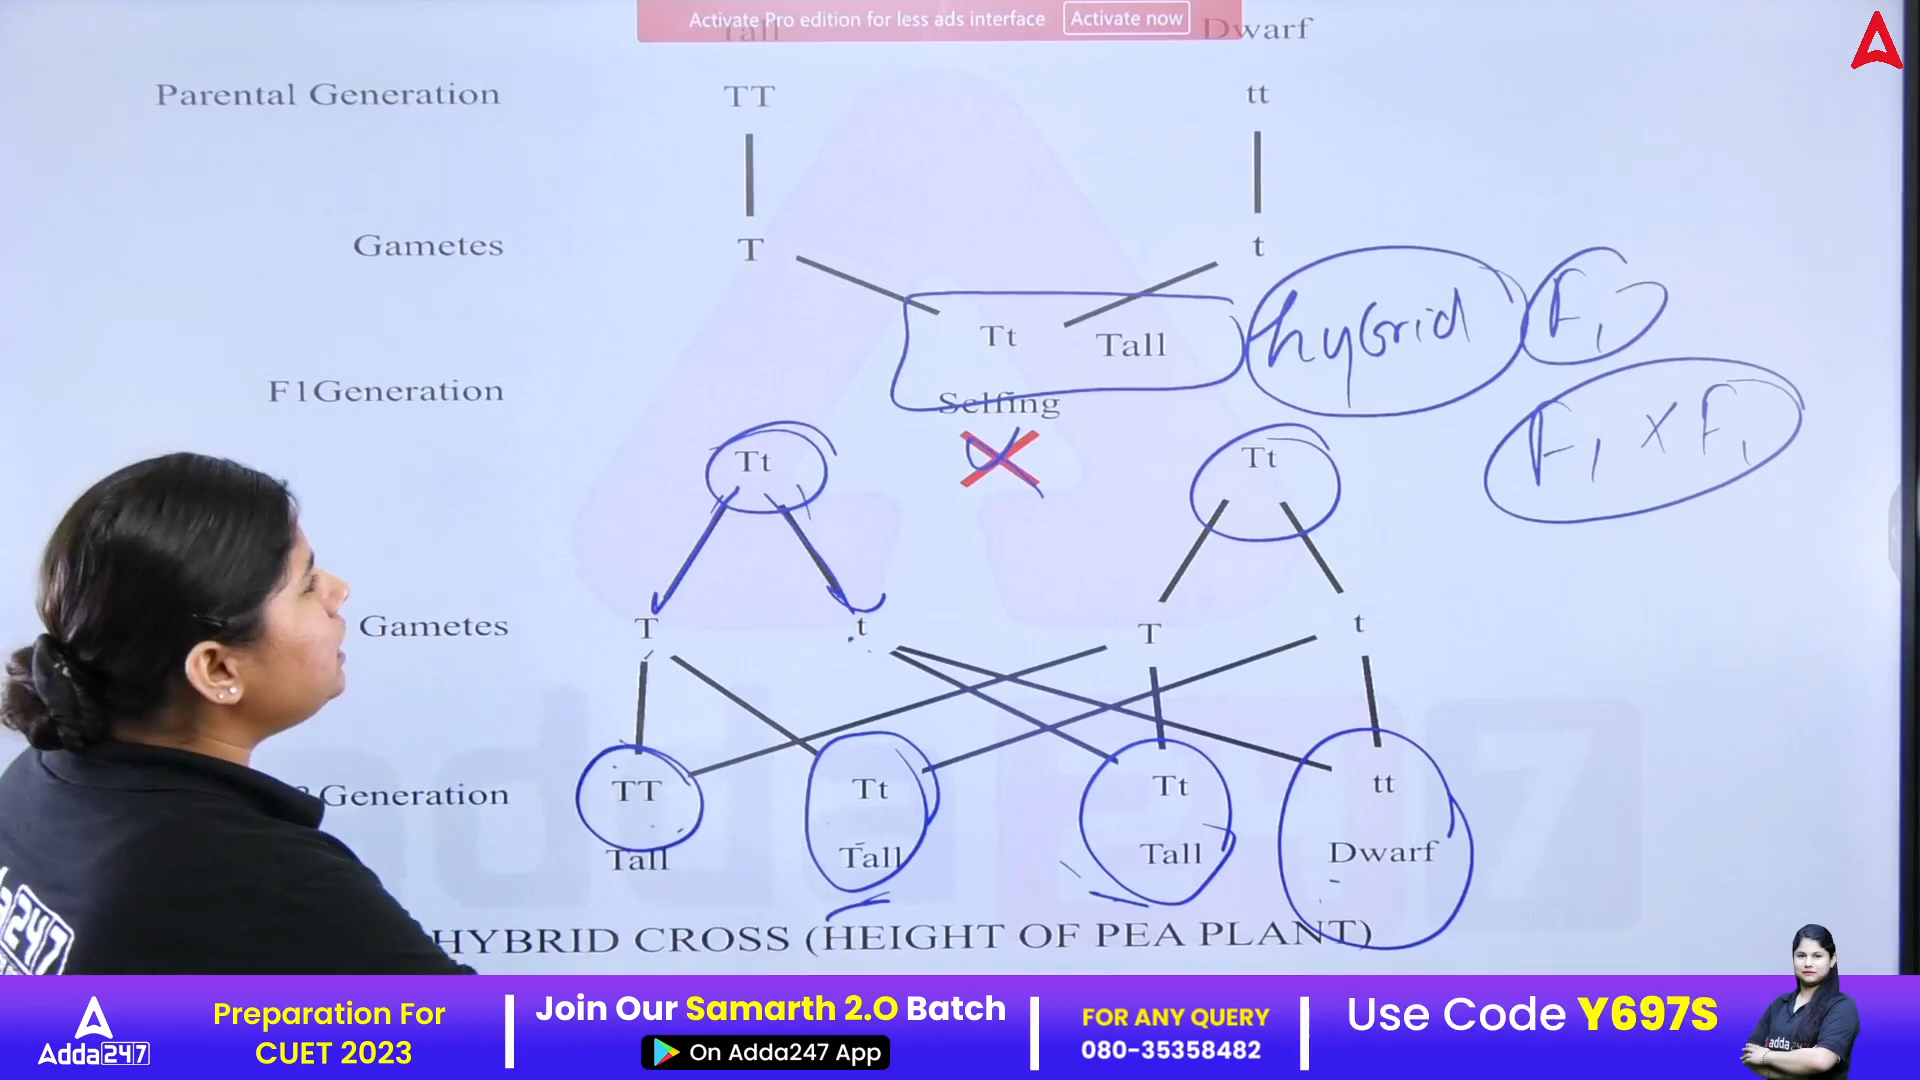 Activate Pro edition for less ads interface Activate now
Tall Dwarf
Parental Generation TT tt
Gametes T t
Tt Tall hybrid F1
F1Generation
Selfing
F1 X F1
Tt Tt
Gametes T t T t
Generation TT Tt Tt tt
Tall Tall Tall Dwarf
HYBRID CROSS (HEIGHT OF PEA PLANT)
adda247
Preparation For
CUET 2023
Adda247
Join Our Samarth 2.O Batch
On Adda247 App
FOR ANY QUERY
080-35358482
Use Code Y697S